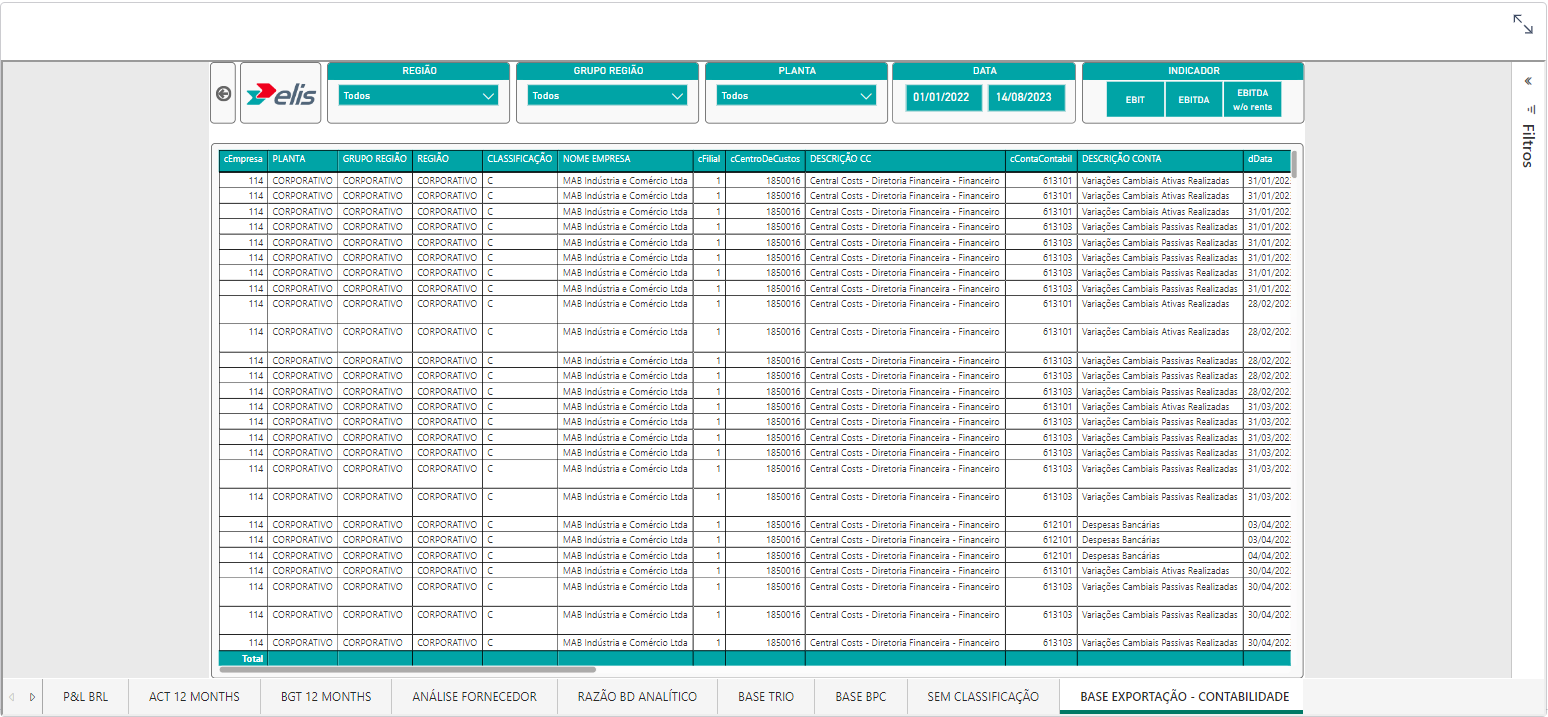 REGIÃO GRUPO REGIÃO PLANTA DATA INDICADOR
elis Todos Todos Todos 01/01/2022 14/08/2023 EBIT EBITDA EBITDA w/o rents
Filtros
cEmpresa PLANTA GRUPO REGIÃO REGIÃO CLASSIFICAÇÃO NOME EMPRESA cFilial cCentroDeCustos DESCRIÇÃO CC cContaContabil DESCRIÇÃO CONTA dData
114 CORPORATIVO CORPORATIVO CORPORATIVO C MAB Indústria e Comércio Ltda 1 1850016 Central Costs - Diretoria Financeira - Financeiro 613101 Variações Cambiais Ativas Realizadas 31/01/202
114 CORPORATIVO CORPORATIVO CORPORATIVO C MAB Indústria e Comércio Ltda 1 1850016 Central Costs - Diretoria Financeira - Financeiro 613101 Variações Cambiais Ativas Realizadas 31/01/202
114 CORPORATIVO CORPORATIVO CORPORATIVO C MAB Indústria e Comércio Ltda 1 1850016 Central Costs - Diretoria Financeira - Financeiro 613101 Variações Cambiais Ativas Realizadas 31/01/202
114 CORPORATIVO CORPORATIVO CORPORATIVO C MAB Indústria e Comércio Ltda 1 1850016 Central Costs - Diretoria Financeira - Financeiro 613103 Variações Cambiais Passivas Realizadas 31/01/202
114 CORPORATIVO CORPORATIVO CORPORATIVO C MAB Indústria e Comércio Ltda 1 1850016 Central Costs - Diretoria Financeira - Financeiro 613103 Variações Cambiais Passivas Realizadas 31/01/202
114 CORPORATIVO CORPORATIVO CORPORATIVO C MAB Indústria e Comércio Ltda 1 1850016 Central Costs - Diretoria Financeira - Financeiro 613103 Variações Cambiais Passivas Realizadas 31/01/202
114 CORPORATIVO CORPORATIVO CORPORATIVO C MAB Indústria e Comércio Ltda 1 1850016 Central Costs - Diretoria Financeira - Financeiro 613103 Variações Cambiais Passivas Realizadas 31/01/202
114 CORPORATIVO CORPORATIVO CORPORATIVO C MAB Indústria e Comércio Ltda 1 1850016 Central Costs - Diretoria Financeira - Financeiro 613103 Variações Cambiais Passivas Realizadas 31/01/202
114 CORPORATIVO CORPORATIVO CORPORATIVO C MAB Indústria e Comércio Ltda 1 1850016 Central Costs - Diretoria Financeira - Financeiro 613101 Variações Cambiais Ativas Realizadas 28/02/202
114 CORPORATIVO CORPORATIVO CORPORATIVO C MAB Indústria e Comércio Ltda 1 1850016 Central Costs - Diretoria Financeira - Financeiro 613101 Variações Cambiais Ativas Realizadas 28/02/202
114 CORPORATIVO CORPORATIVO CORPORATIVO C MAB Indústria e Comércio Ltda 1 1850016 Central Costs - Diretoria Financeira - Financeiro 613103 Variações Cambiais Passivas Realizadas 28/02/202
114 CORPORATIVO CORPORATIVO CORPORATIVO C MAB Indústria e Comércio Ltda 1 1850016 Central Costs - Diretoria Financeira - Financeiro 613103 Variações Cambiais Passivas Realizadas 28/02/202
114 CORPORATIVO CORPORATIVO CORPORATIVO C MAB Indústria e Comércio Ltda 1 1850016 Central Costs - Diretoria Financeira - Financeiro 613103 Variações Cambiais Passivas Realizadas 28/02/202
114 CORPORATIVO CORPORATIVO CORPORATIVO C MAB Indústria e Comércio Ltda 1 1850016 Central Costs - Diretoria Financeira - Financeiro 613101 Variações Cambiais Ativas Realizadas 31/03/202
114 CORPORATIVO CORPORATIVO CORPORATIVO C MAB Indústria e Comércio Ltda 1 1850016 Central Costs - Diretoria Financeira - Financeiro 613103 Variações Cambiais Passivas Realizadas 31/03/202
114 CORPORATIVO CORPORATIVO CORPORATIVO C MAB Indústria e Comércio Ltda 1 1850016 Central Costs - Diretoria Financeira - Financeiro 613103 Variações Cambiais Passivas Realizadas 31/03/202
114 CORPORATIVO CORPORATIVO CORPORATIVO C MAB Indústria e Comércio Ltda 1 1850016 Central Costs - Diretoria Financeira - Financeiro 613103 Variações Cambiais Passivas Realizadas 31/03/202
114 CORPORATIVO CORPORATIVO CORPORATIVO C MAB Indústria e Comércio Ltda 1 1850016 Central Costs - Diretoria Financeira - Financeiro 613103 Variações Cambiais Passivas Realizadas 31/03/202
114 CORPORATIVO CORPORATIVO CORPORATIVO C MAB Indústria e Comércio Ltda 1 1850016 Central Costs - Diretoria Financeira - Financeiro 613103 Variações Cambiais Passivas Realizadas 31/03/202
114 CORPORATIVO CORPORATIVO CORPORATIVO C MAB Indústria e Comércio Ltda 1 1850016 Central Costs - Diretoria Financeira - Financeiro 612101 Despesas Bancárias 03/04/202
114 CORPORATIVO CORPORATIVO CORPORATIVO C MAB Indústria e Comércio Ltda 1 1850016 Central Costs - Diretoria Financeira - Financeiro 612101 Despesas Bancárias 03/04/202
114 CORPORATIVO CORPORATIVO CORPORATIVO C MAB Indústria e Comércio Ltda 1 1850016 Central Costs - Diretoria Financeira - Financeiro 612101 Despesas Bancárias 04/04/202
114 CORPORATIVO CORPORATIVO CORPORATIVO C MAB Indústria e Comércio Ltda 1 1850016 Central Costs - Diretoria Financeira - Financeiro 613101 Variações Cambiais Ativas Realizadas 30/04/202
114 CORPORATIVO CORPORATIVO CORPORATIVO C MAB Indústria e Comércio Ltda 1 1850016 Central Costs - Diretoria Financeira - Financeiro 613103 Variações Cambiais Passivas Realizadas 30/04/202
114 CORPORATIVO CORPORATIVO CORPORATIVO C MAB Indústria e Comércio Ltda 1 1850016 Central Costs - Diretoria Financeira - Financeiro 613103 Variações Cambiais Passivas Realizadas 30/04/202
114 CORPORATIVO CORPORATIVO CORPORATIVO C MAB Indústria e Comércio Ltda 1 1850016 Central Costs - Diretoria Financeira - Financeiro 613103 Variações Cambiais Passivas Realizadas 30/04/202
Total
P&L BRL ACT 12 MONTHS BGT 12 MONTHS ANÁLISE FORNECEDOR RAZÃO BD ANALÍTICO BASE TRIO BASE BPC SEM CLASSIFICAÇÃO BASE EXPORTAÇÃO - CONTABILIDADE